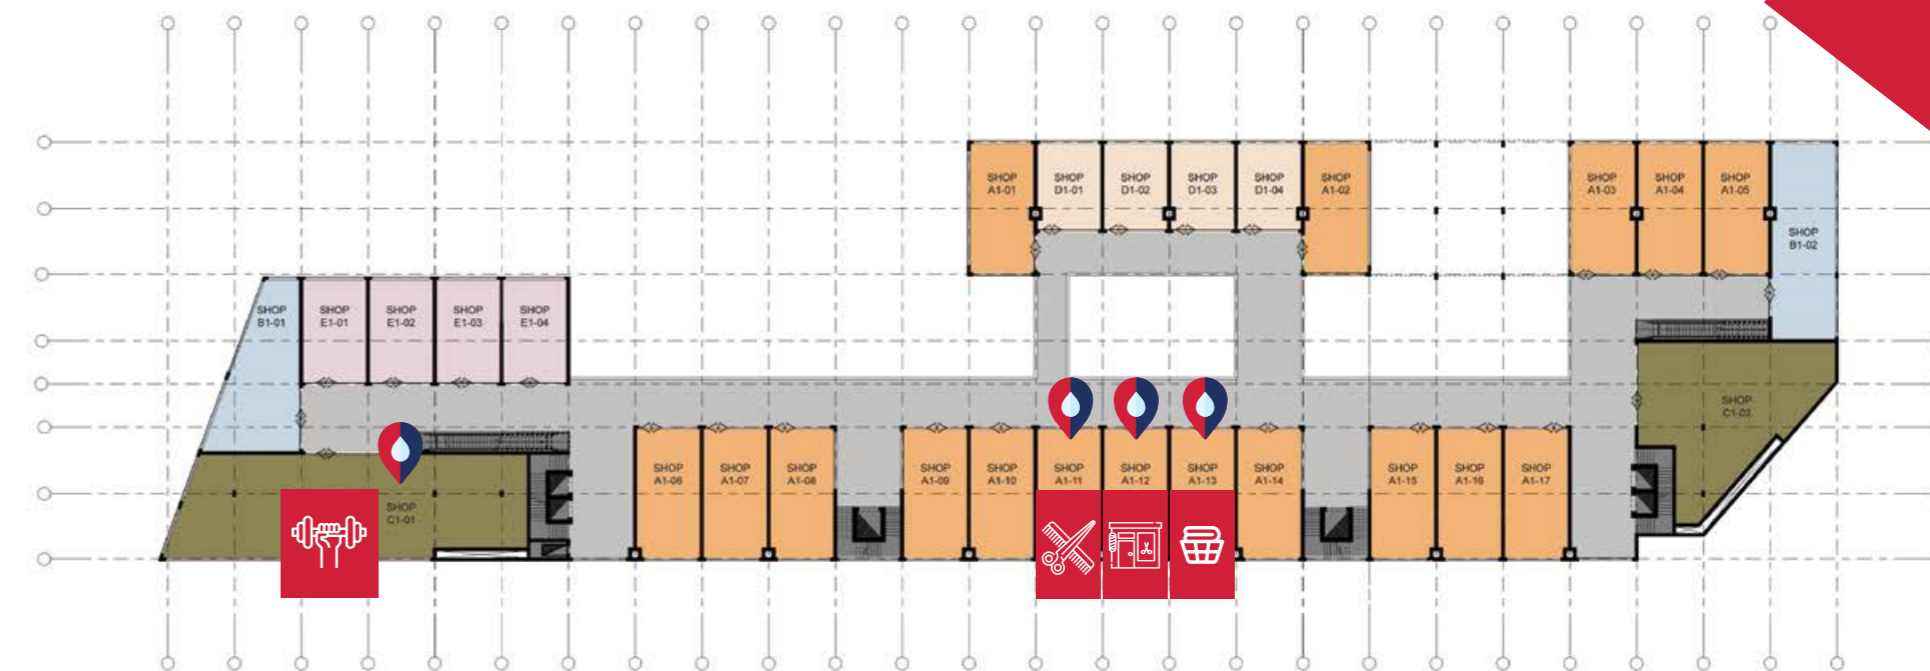 SHOP
A1-01
SHOP
D1-01
SHOP
D1-02
SHOP
D1-03
SHOP
D1-04
SHOP
A1-02
SHOP
A1-03
SHOP
A1-04
SHOP
A1-05
SHOP
B1-02
SHOP
B1-01
SHOP
E1-01
SHOP
E1-02
SHOP
E1-03
SHOP
E1-04
SHOP
C1-02
SHOP
C1-01
SHOP
A1-06
SHOP
A1-07
SHOP
A1-08
SHOP
A1-09
SHOP
A1-10
SHOP
A1-11
SHOP
A1-12
SHOP
A1-13
SHOP
A1-14
SHOP
A1-15
SHOP
A1-16
SHOP
A1-17